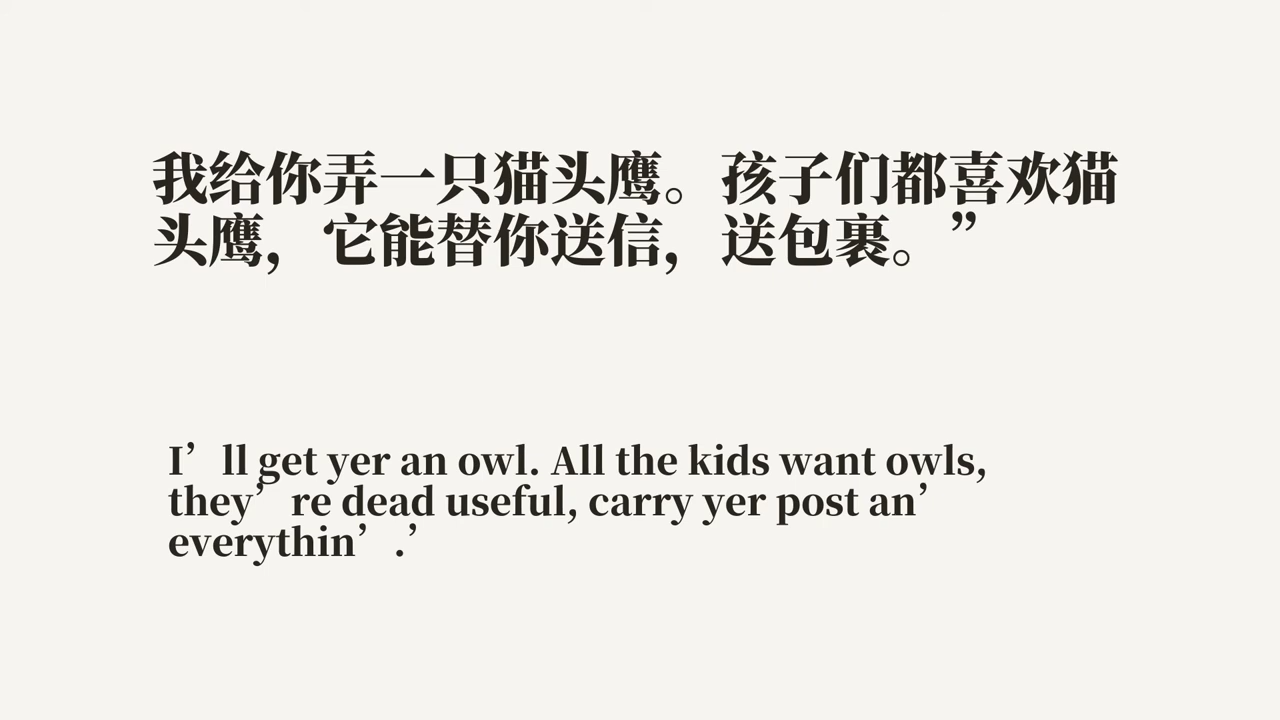 我给你弄一只猫头鹰。孩子们都喜欢猫
头鹰，它能替你送信，送包裹。”
I’ll get yer an owl. All the kids want owls,
they’re dead useful, carry yer post an’
everythin’.’